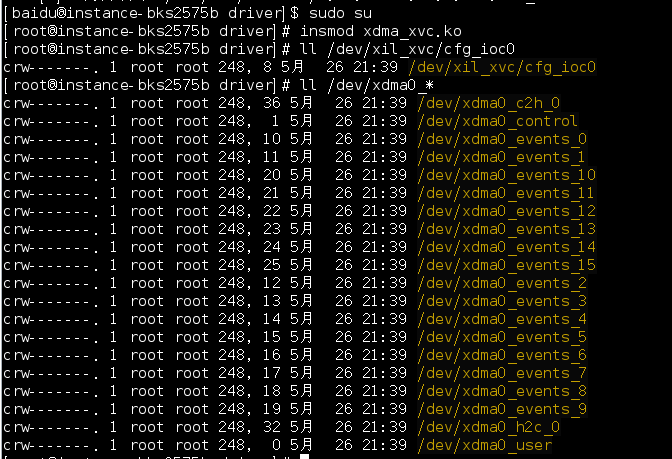 [baidu@instance-bks2575b driver]$ sudo su
[root@instance-bks2575b driver]# insmod xdma_xvc.ko
[root@instance-bks2575b driver]# ll /dev/xil_xvc/cfg_ioc0
crw-------. 1 root root 248, 8 5月 26 21:39 /dev/xil_xvc/cfg_ioc0
[root@instance-bks2575b driver]# ll /dev/xdma0_*
crw-------. 1 root root 248, 36 5月 26 21:39 /dev/xdma0_c2h_0
crw-------. 1 root root 248, 1 5月 26 21:39 /dev/xdma0_control
crw-------. 1 root root 248, 10 5月 26 21:39 /dev/xdma0_events_0
crw-------. 1 root root 248, 11 5月 26 21:39 /dev/xdma0_events_1
crw-------. 1 root root 248, 20 5月 26 21:39 /dev/xdma0_events_10
crw-------. 1 root root 248, 21 5月 26 21:39 /dev/xdma0_events_11
crw-------. 1 root root 248, 22 5月 26 21:39 /dev/xdma0_events_12
crw-------. 1 root root 248, 23 5月 26 21:39 /dev/xdma0_events_13
crw-------. 1 root root 248, 24 5月 26 21:39 /dev/xdma0_events_14
crw-------. 1 root root 248, 25 5月 26 21:39 /dev/xdma0_events_15
crw-------. 1 root root 248, 12 5月 26 21:39 /dev/xdma0_events_2
crw-------. 1 root root 248, 13 5月 26 21:39 /dev/xdma0_events_3
crw-------. 1 root root 248, 14 5月 26 21:39 /dev/xdma0_events_4
crw-------. 1 root root 248, 15 5月 26 21:39 /dev/xdma0_events_5
crw-------. 1 root root 248, 16 5月 26 21:39 /dev/xdma0_events_6
crw-------. 1 root root 248, 17 5月 26 21:39 /dev/xdma0_events_7
crw-------. 1 root root 248, 18 5月 26 21:39 /dev/xdma0_events_8
crw-------. 1 root root 248, 19 5月 26 21:39 /dev/xdma0_events_9
crw-------. 1 root root 248, 32 5月 26 21:39 /dev/xdma0_h2c_0
crw-------. 1 root root 248, 0 5月 26 21:39 /dev/xdma0_user